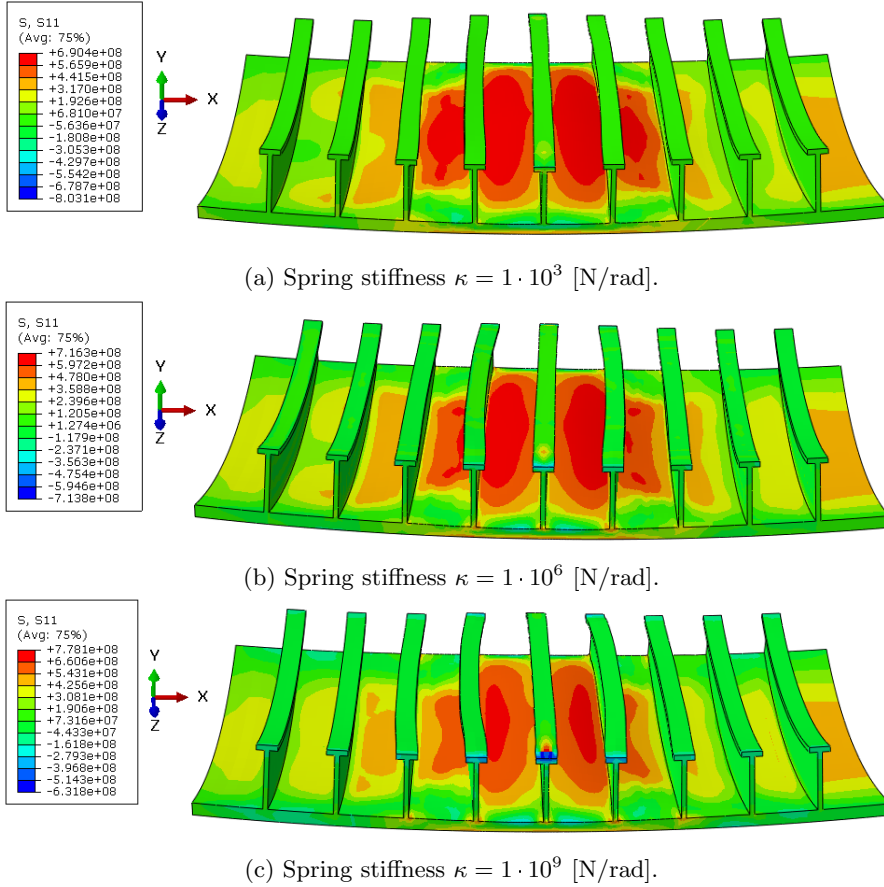 S, S11
(Avg: 75%)
+6.904e+08
+5.659e+08
+4.415e+08
+3.170e+08
+1.926e+08
+6.810e+07
-5.636e+07
-1.808e+08
-3.053e+08
-4.297e+08
-5.542e+08
-6.787e+08
-8.031e+08
Y
X
Z
(a) Spring stiffness κ = 1 · 10³ [N/rad].
S, S11
(Avg: 75%)
+7.163e+08
+5.972e+08
+4.780e+08
+3.588e+08
+2.396e+08
+1.205e+08
+1.274e+06
-1.179e+08
-2.371e+08
-3.563e+08
-4.754e+08
-5.946e+08
-7.138e+08
Y
X
Z
(b) Spring stiffness κ = 1 · 10⁶ [N/rad].
S, S11
(Avg: 75%)
+7.781e+08
+6.606e+08
+5.431e+08
+4.256e+08
+3.081e+08
+1.906e+08
+7.316e+07
-4.433e+07
-1.618e+08
-2.793e+08
-3.968e+08
-5.143e+08
-6.318e+08
Y
X
Z
(c) Spring stiffness κ = 1 · 10⁹ [N/rad].